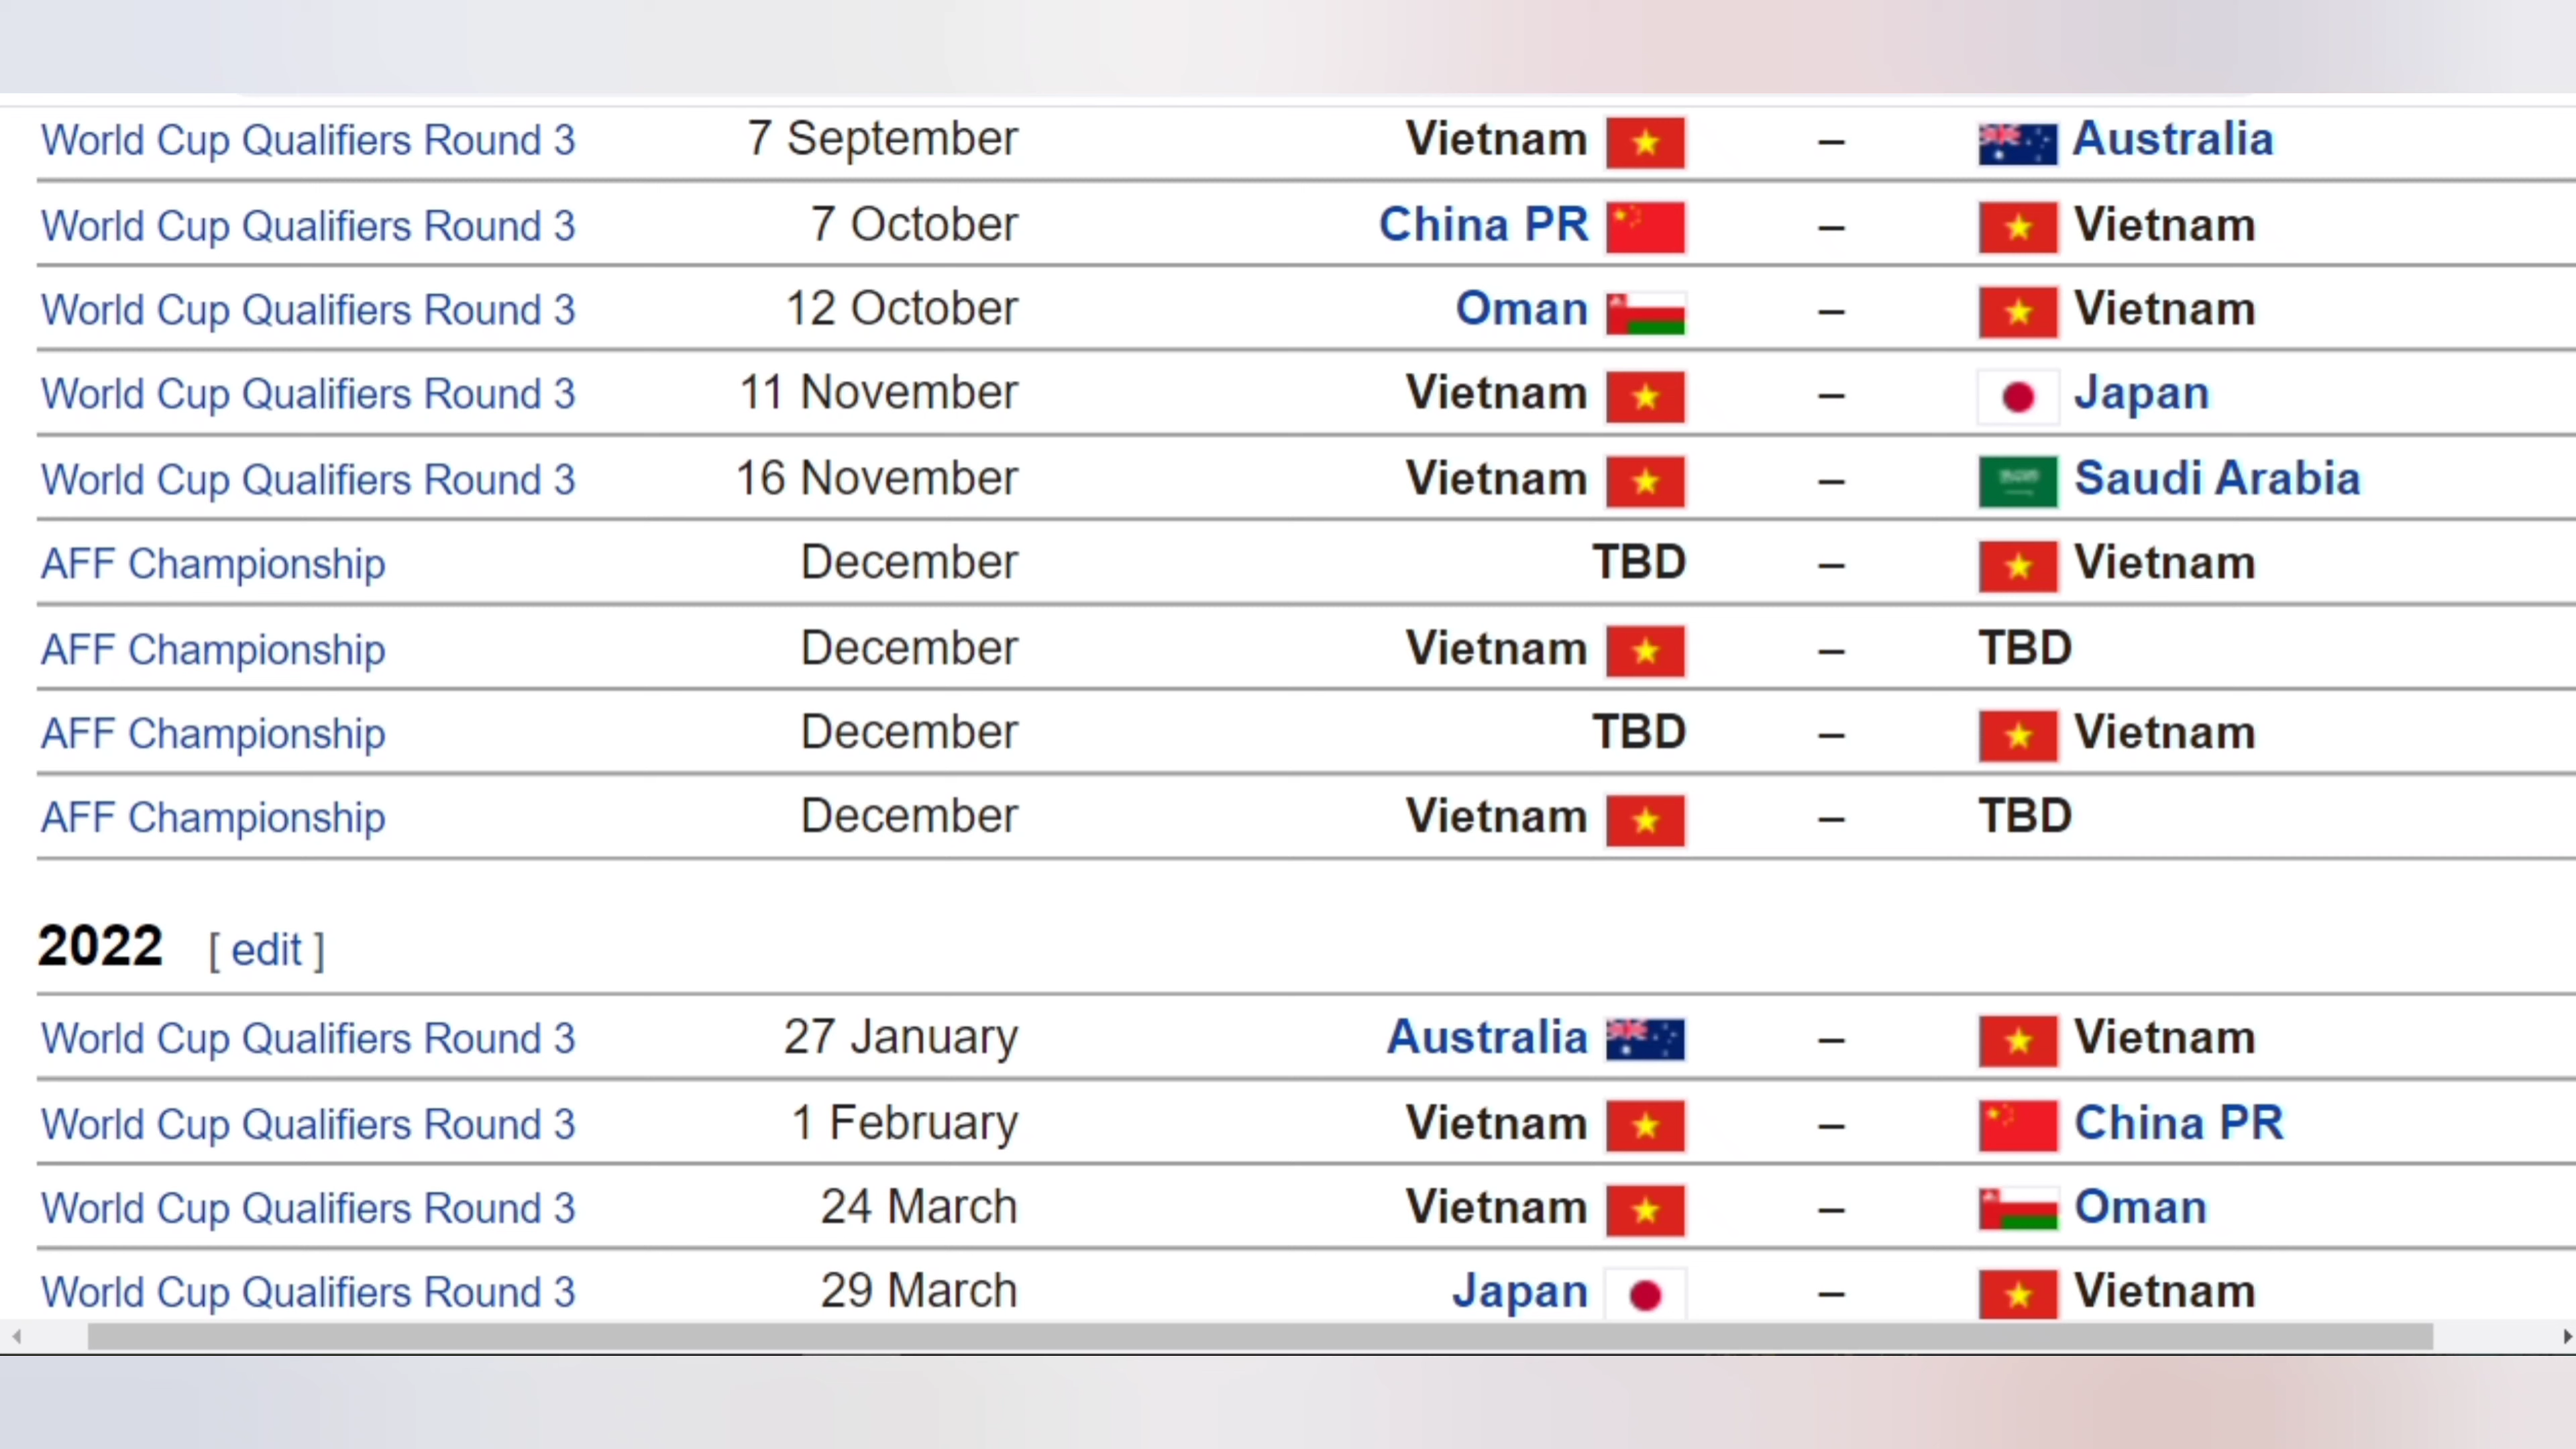 World Cup Qualifiers Round 3 7 September Vietnam – Australia
World Cup Qualifiers Round 3 7 October China PR – Vietnam
World Cup Qualifiers Round 3 12 October Oman – Vietnam
World Cup Qualifiers Round 3 11 November Vietnam – Japan
World Cup Qualifiers Round 3 16 November Vietnam – Saudi Arabia
AFF Championship December TBD – Vietnam
AFF Championship December Vietnam – TBD
AFF Championship December TBD – Vietnam
AFF Championship December Vietnam – TBD
2022 [ edit ]
World Cup Qualifiers Round 3 27 January Australia – Vietnam
World Cup Qualifiers Round 3 1 February Vietnam – China PR
World Cup Qualifiers Round 3 24 March Vietnam – Oman
World Cup Qualifiers Round 3 29 March Japan – Vietnam